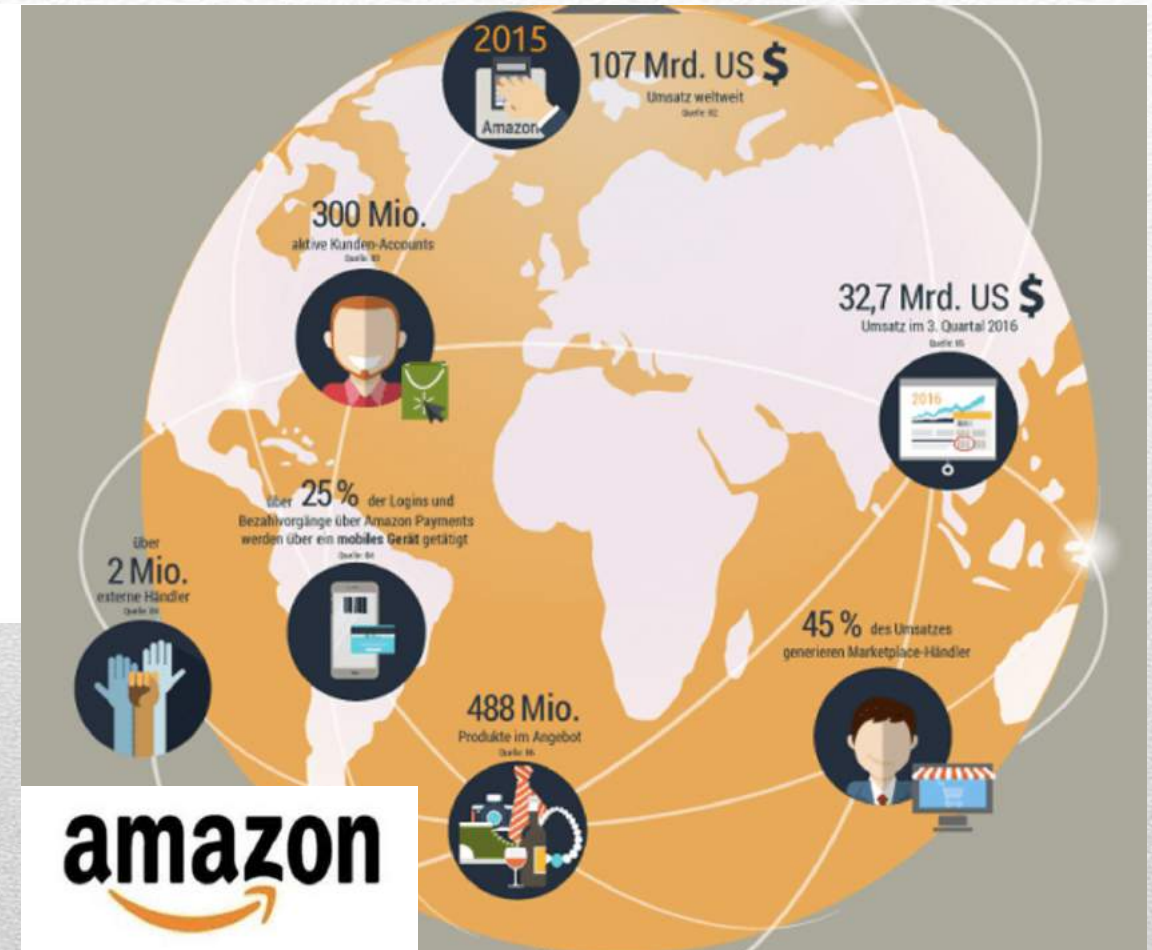 2015
Amazon
107 Mrd. US $
Umsatz weltweit
300 Mio.
aktive Kunden-Accounts
32,7 Mrd. US $
Umsatz im 3. Quartal 2016
2016
über 25 % der Logins und
Bezahlvorgänge über Amazon Payments
werden über ein mobiles Gerät getätigt
über
2 Mio.
externe Händler
45 % des Umsatzes
generieren Marketplace-Händler
488 Mio.
Produkte im Angebot
amazon